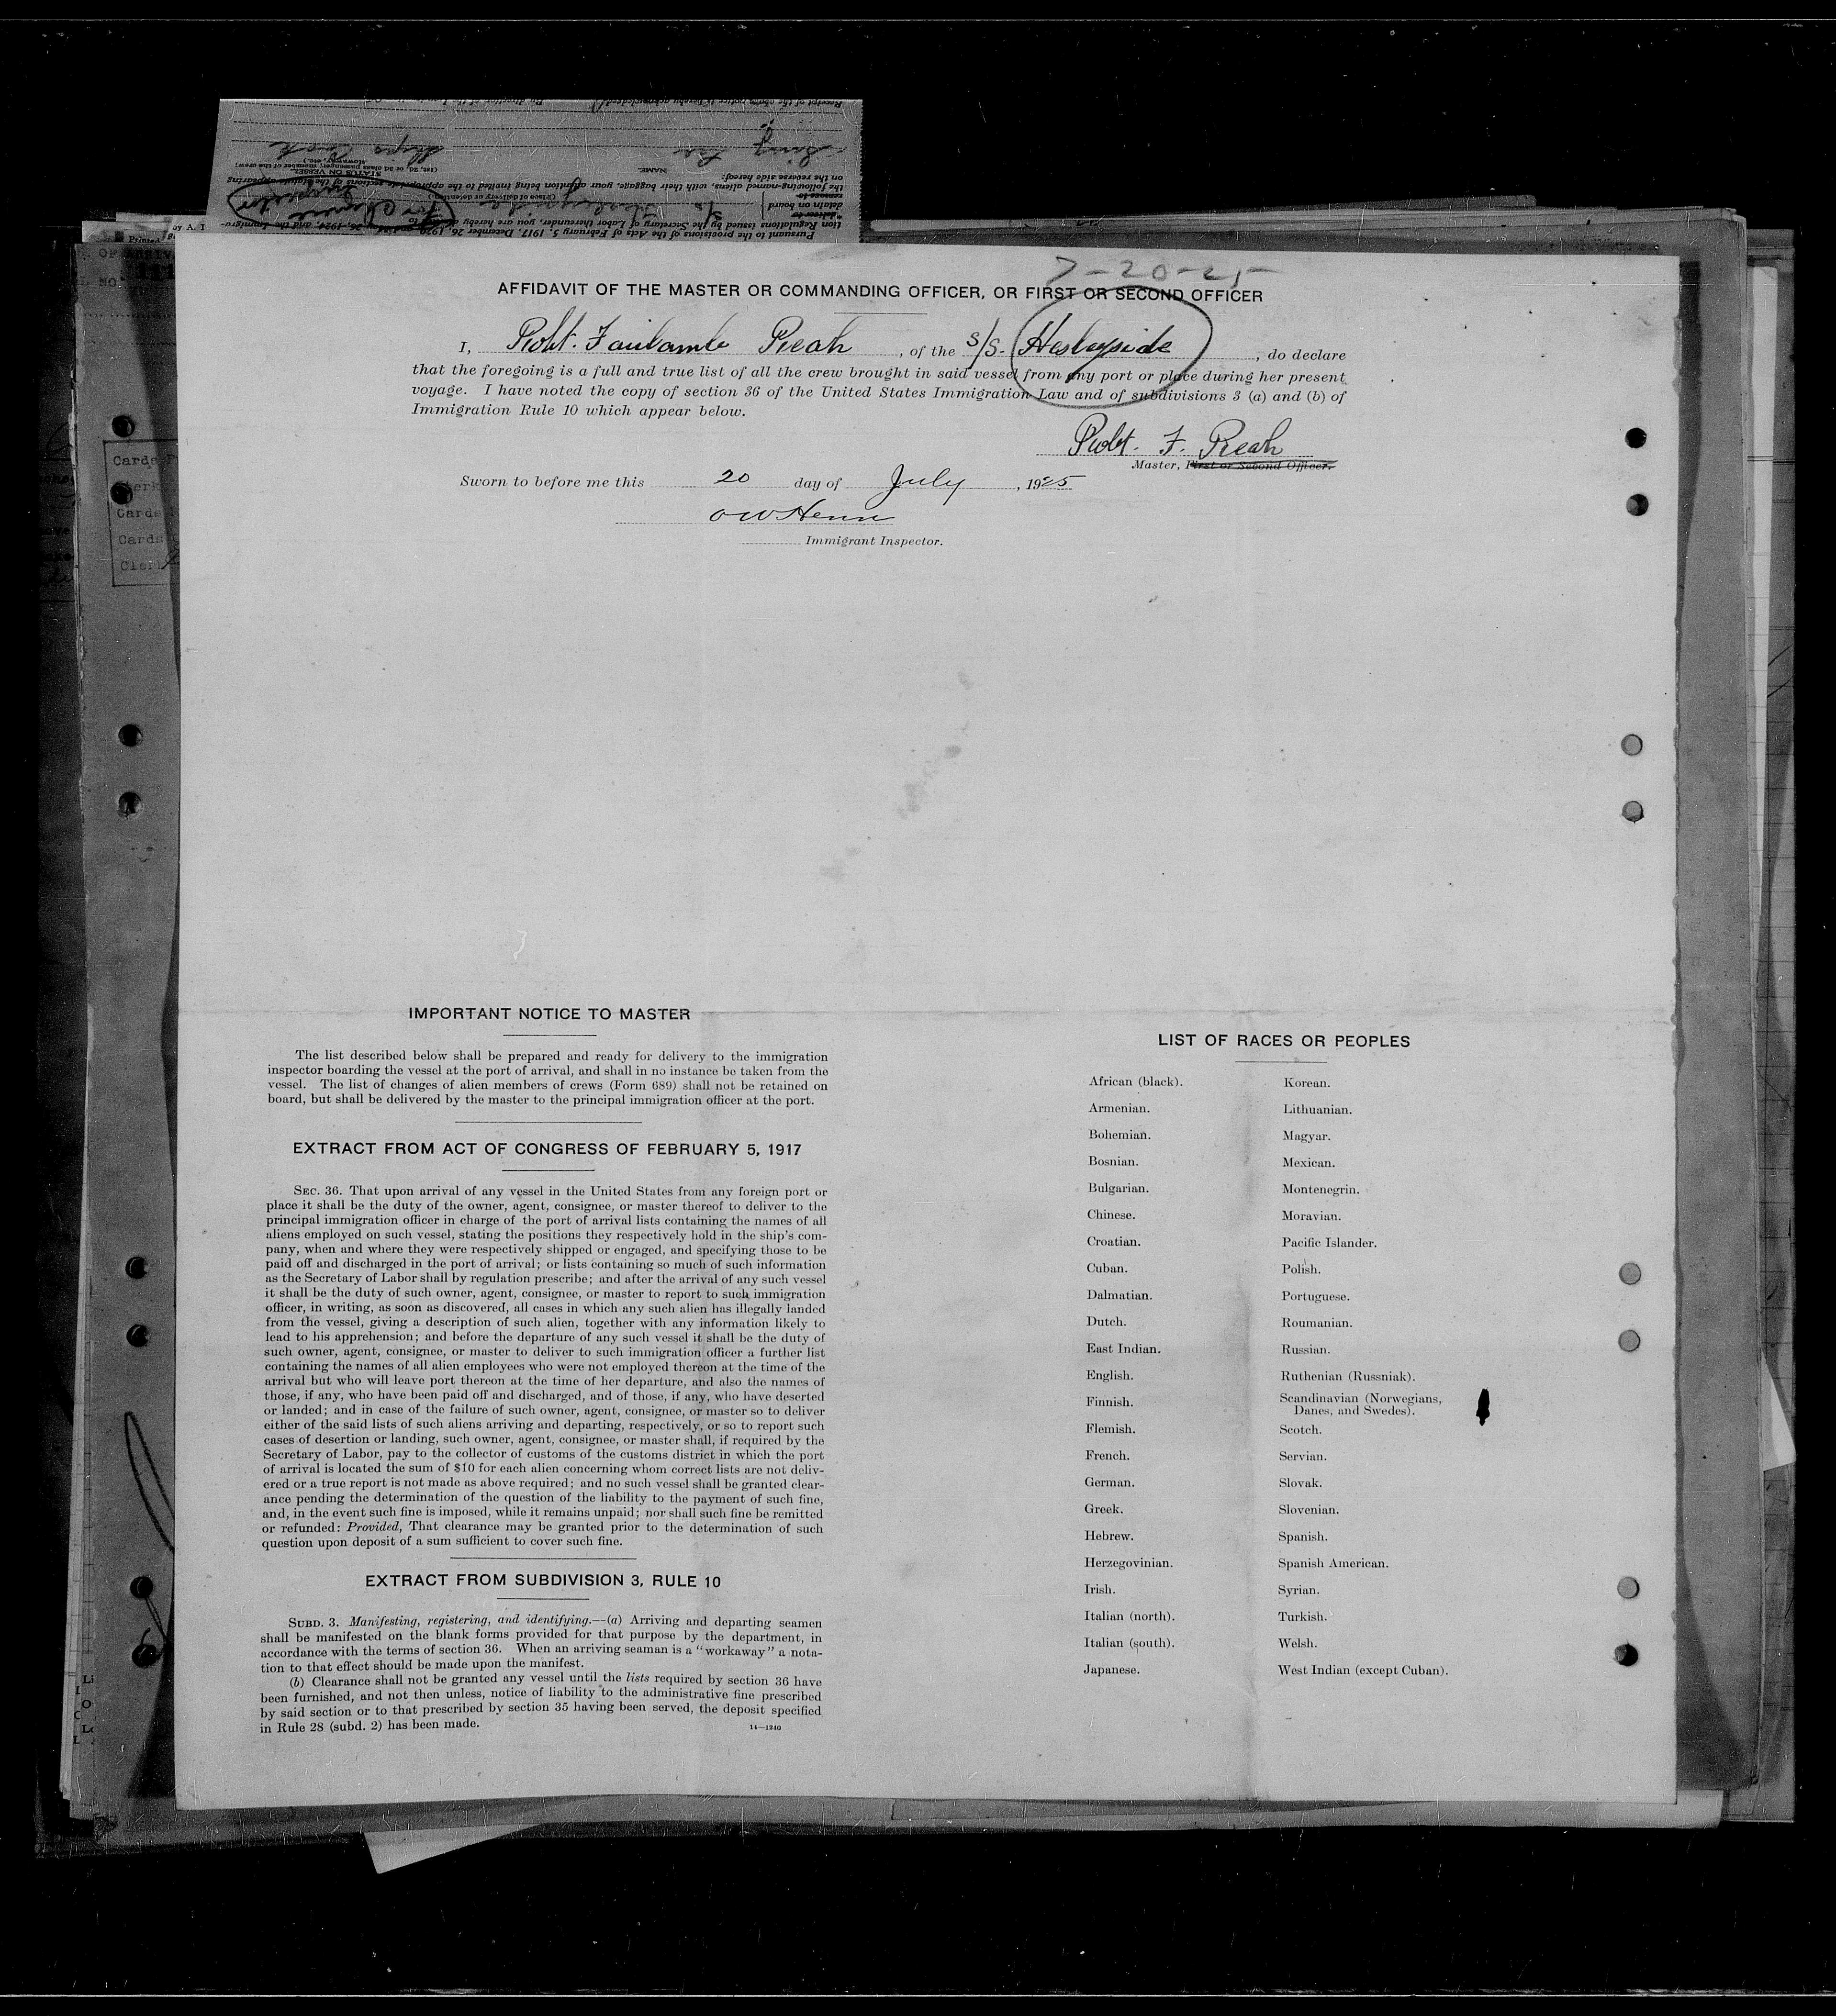 7-20-25
AFFIDAVIT OF THE MASTER OR COMMANDING OFFICER, OR FIRST OR SECOND OFFICER
I, Robt. Reah, of the S/S. Hesleyside, do declare
that the foregoing is a full and true list of all the crew brought in said vessel from any port or place during her present
voyage. I have noted the copy of section 36 of the United States Immigration Law and of subdivisions 3 (a) and (b) of
Immigration Rule 10 which appear below.
Robt. F. Reah
Master, First or Second Officer.
Sworn to before me this 20 day of July, 1925
O W Henn
Immigrant Inspector.
IMPORTANT NOTICE TO MASTER
The list described below shall be prepared and ready for delivery to the immigration
inspector boarding the vessel at the port of arrival, and shall in no instance be taken from the
vessel. The list of changes of alien members of crews (Form 689) shall not be retained on
board, but shall be delivered by the master to the principal immigration officer at the port.
EXTRACT FROM ACT OF CONGRESS OF FEBRUARY 5, 1917
SEC. 36. That upon arrival of any vessel in the United States from any foreign port or
place it shall be the duty of the owner, agent, consignee, or master thereof to deliver to the
principal immigration officer in charge of the port of arrival lists containing the names of all
aliens employed on such vessel, stating the positions they respectively hold in the ship's com-
pany, when and where they were respectively shipped or engaged, and specifying those to be
paid off and discharged in the port of arrival; or lists containing so much of such information
as the Secretary of Labor shall by regulation prescribe; and after the arrival of any such vessel
it shall be the duty of such owner, agent, consignee, or master to report to such immigration
officer, in writing, as soon as discovered, all cases in which any such alien has illegally landed
from the vessel, giving a description of such alien, together with any information likely to
lead to his apprehension; and before the departure of any such vessel it shall be the duty of
such owner, agent, consignee, or master to deliver to such immigration officer a further list
containing the names of all alien employees who were not employed thereon at the time of the
arrival but who will leave port thereon at the time of her departure, and also the names of
those, if any, who have been paid off and discharged, and of those, if any, who have deserted
or landed; and in case of the failure of such owner, agent, consignee, or master so to deliver
either of the said lists of such aliens arriving and departing, respectively, or so to report such
cases of desertion or landing, such owner, agent, consignee, or master shall, if required by the
Secretary of Labor, pay to the collector of customs of the customs district in which the port
of arrival is located the sum of $10 for each alien concerning whom correct lists are not deliv-
ered or a true report is not made as above required; and no such vessel shall be granted clear-
ance pending the determination of the question of the liability to the payment of such fine,
and, in the event such fine is imposed, while it remains unpaid; nor shall such fine be remitted
or refunded: Provided, That clearance may be granted prior to the determination of such
question upon deposit of a sum sufficient to cover such fine.
EXTRACT FROM SUBDIVISION 3, RULE 10
SUBD. 3. Manifesting, registering, and identifying.—(a) Arriving and departing seamen
shall be manifested on the blank forms provided for that purpose by the department, in
accordance with the terms of section 36. When an arriving seaman is a "workaway" a nota-
tion to that effect should be made upon the manifest.
(b) Clearance shall not be granted any vessel until the lists required by section 36 have
been furnished, and not then unless, notice of liability to the administrative fine prescribed
by said section or to that prescribed by section 35 having been served, the deposit specified
in Rule 28 (subd. 2) has been made.
14—1240
LIST OF RACES OR PEOPLES
African (black).
Armenian.
Bohemian.
Bosnian.
Bulgarian.
Chinese.
Croatian.
Cuban.
Dalmatian.
Dutch.
East Indian.
English.
Finnish.
Flemish.
French.
German.
Greek.
Hebrew.
Herzegovinian.
Irish.
Italian (north).
Italian (south).
Japanese.
Korean.
Lithuanian.
Magyar.
Mexican.
Montenegrin.
Moravian.
Pacific Islander.
Polish.
Portuguese.
Roumanian.
Russian.
Ruthenian (Russniak).
Scandinavian (Norwegians,
Danes, and Swedes).
Scotch.
Servian.
Slovak.
Slovenian.
Spanish.
Spanish American.
Syrian.
Turkish.
Welsh.
West Indian (except Cuban).